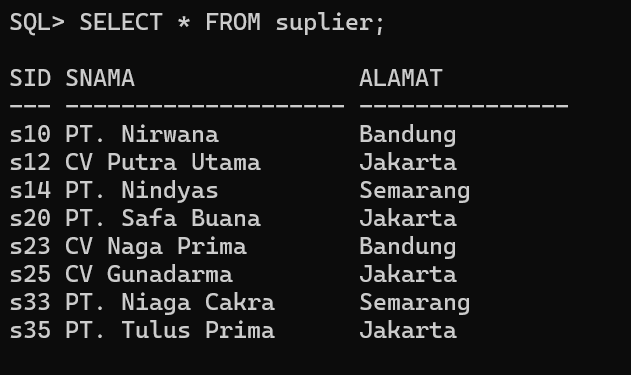 SQL> SELECT * FROM suplier;
SID SNAMA                ALAMAT
--- -------------------- ---------------
s10 PT. Nirwana          Bandung
s12 CV Putra Utama       Jakarta
s14 PT. Nindyas          Semarang
s20 PT. Safa Buana       Jakarta
s23 CV Naga Prima        Bandung
s25 CV Gunadarma         Jakarta
s33 PT. Niaga Cakra      Semarang
s35 PT. Tulus Prima      Jakarta